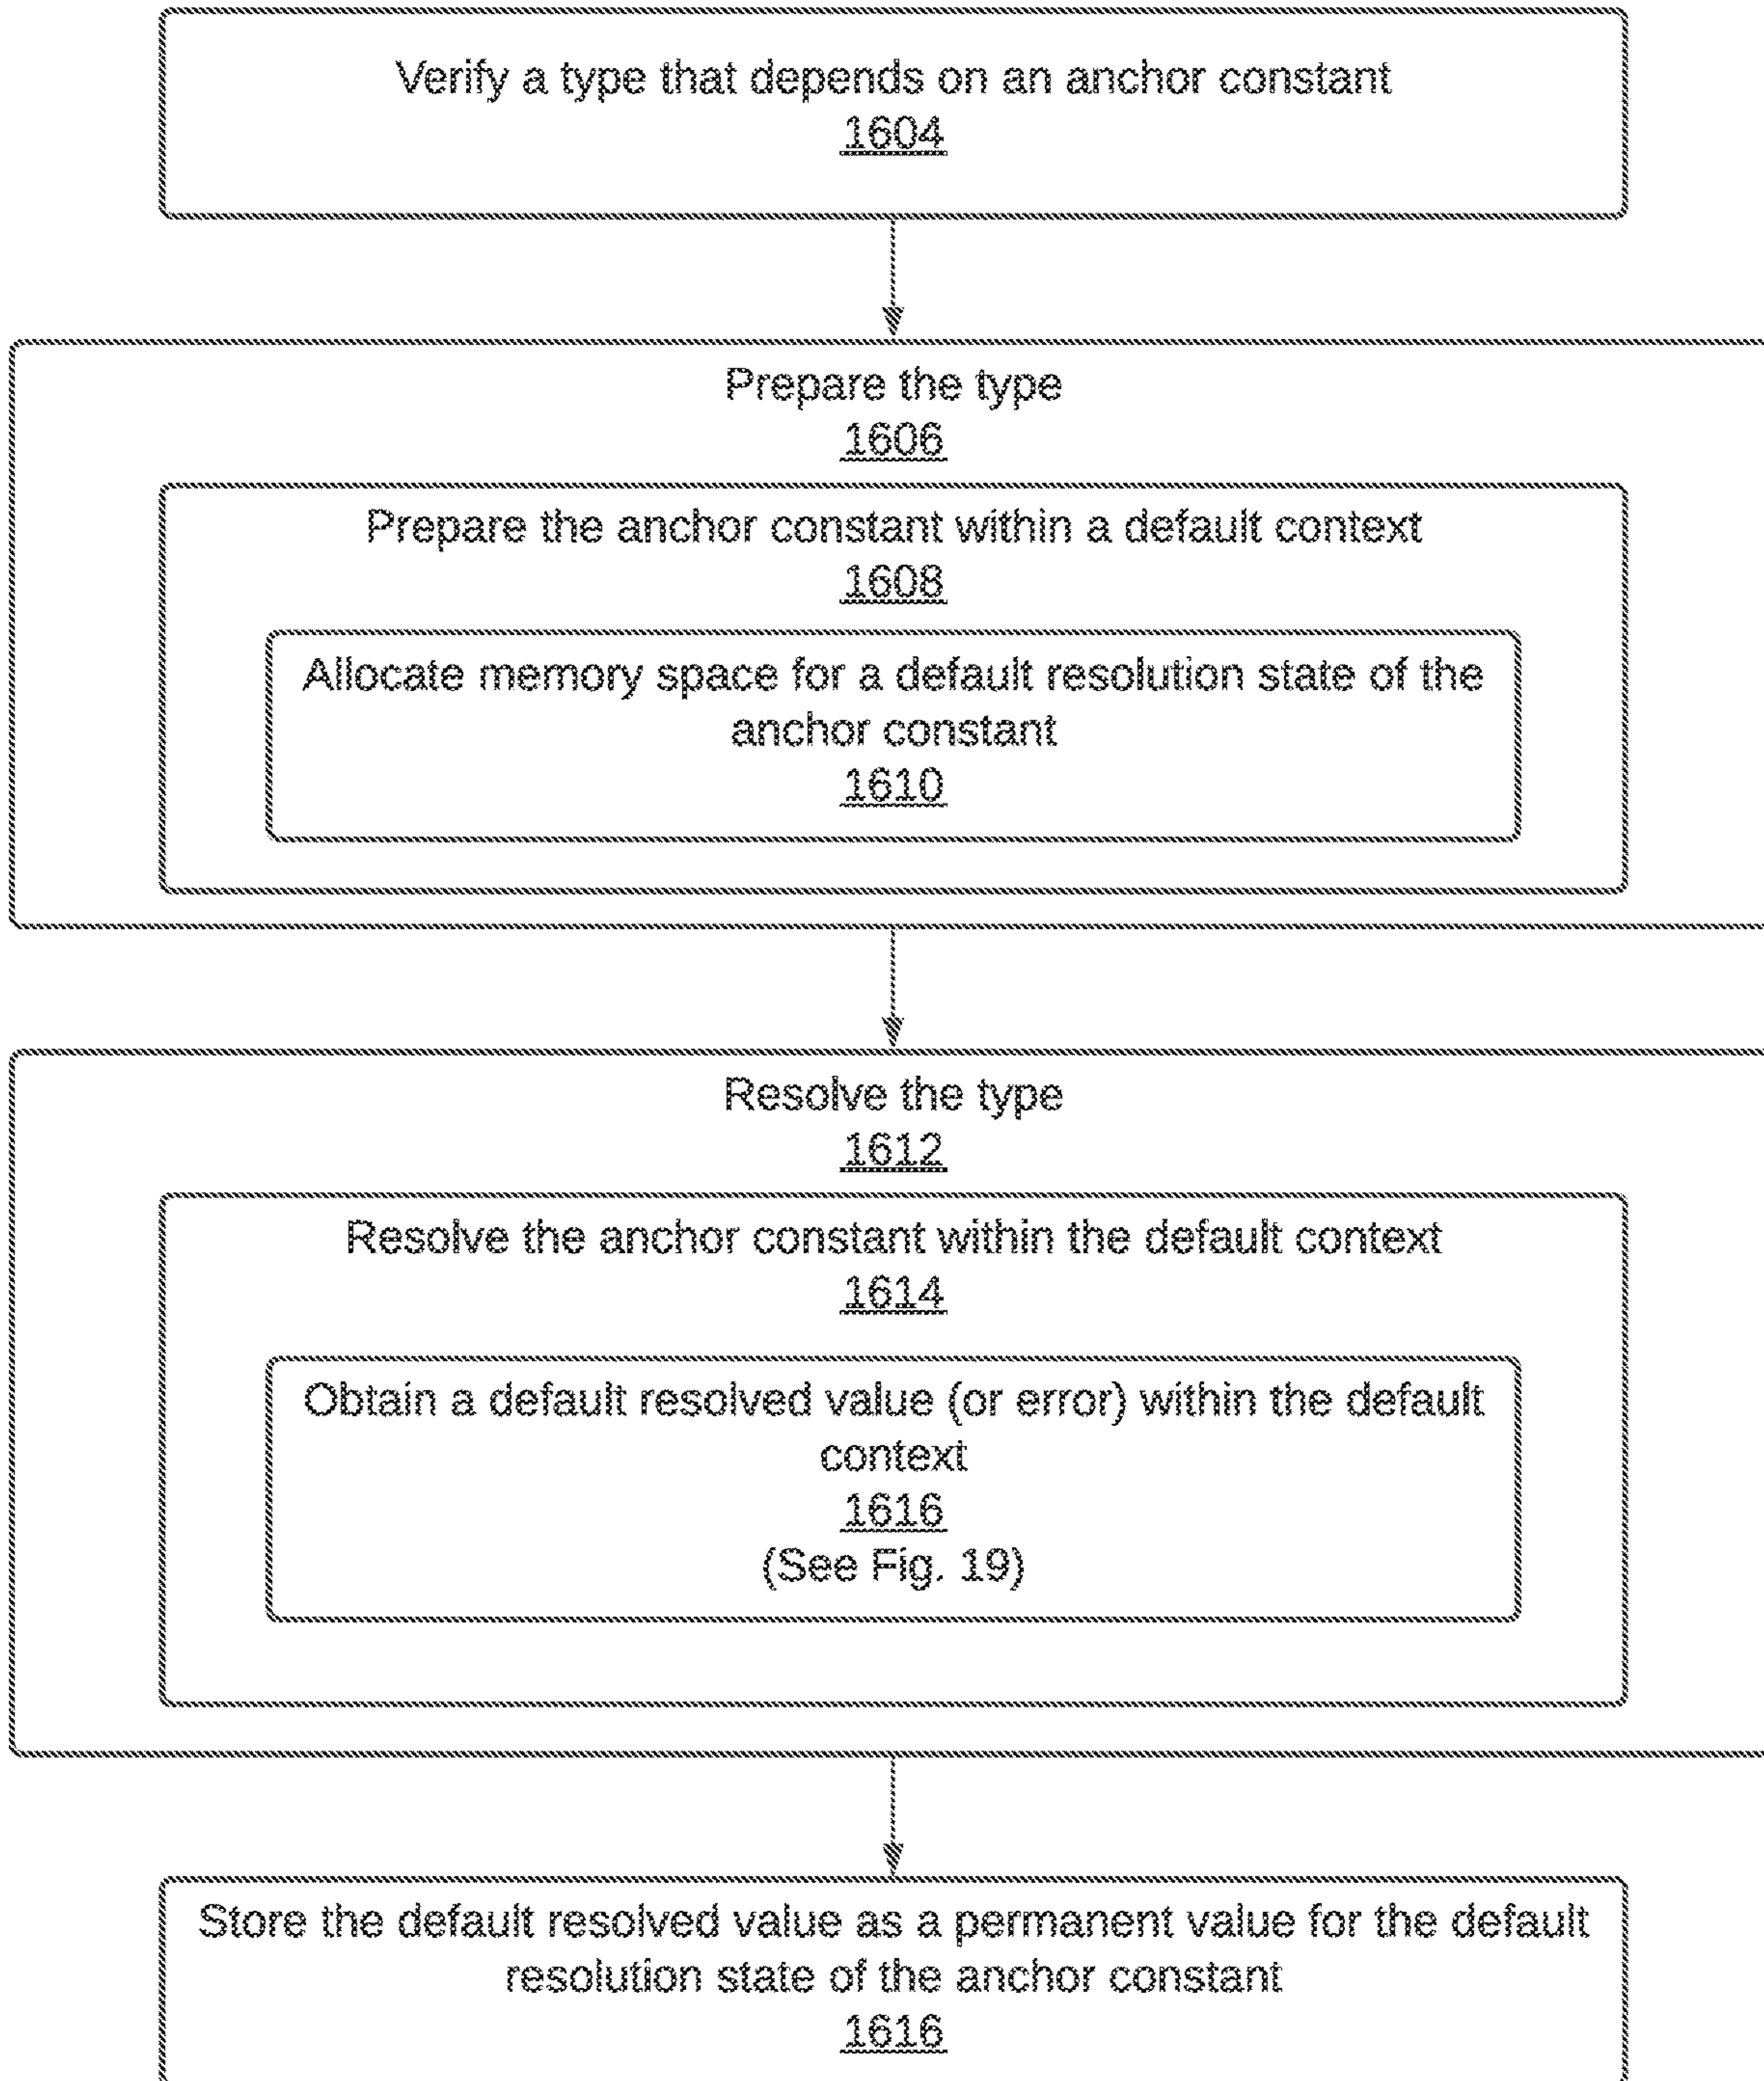 Verify a type that depends on an anchor constant
1604
Prepare the type
1606
Prepare the anchor constant within a default context
1608
Allocate memory space for a default resolution state of the
anchor constant
1610
Resolve the type
1612
Resolve the anchor constant within the default context
1614
Obtain a default resolved value (or error) within the default
context
1616
(See Fig. 19)
Store the default resolved value as a permanent value for the default
resolution state of the anchor constant
1616